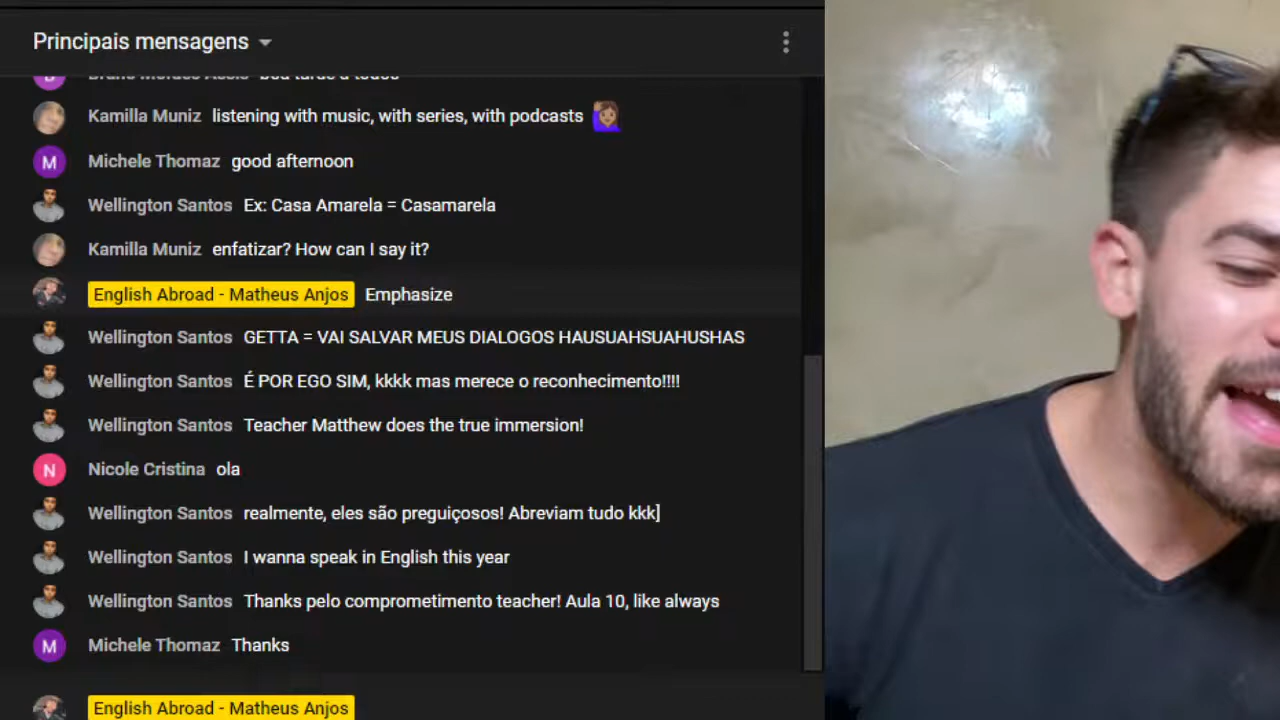 Principais mensagens
Kamilla Muniz listening with music, with series, with podcasts
M Michele Thomaz good afternoon
Wellington Santos Ex: Casa Amarela = Casamarela
Kamilla Muniz enfatizar? How can I say it?
English Abroad - Matheus Anjos Emphasize
Wellington Santos GETTA = VAI SALVAR MEUS DIALOGOS HAUSUAHSUAHUSHAS
Wellington Santos É POR EGO SIM, kkkk mas merece o reconhecimento!!!!
Wellington Santos Teacher Matthew does the true immersion!
N Nicole Cristina ola
Wellington Santos realmente, eles são preguiçosos! Abreviam tudo kkk]
Wellington Santos I wanna speak in English this year
Wellington Santos Thanks pelo comprometimento teacher! Aula 10, like always
M Michele Thomaz Thanks
English Abroad - Matheus Anjos